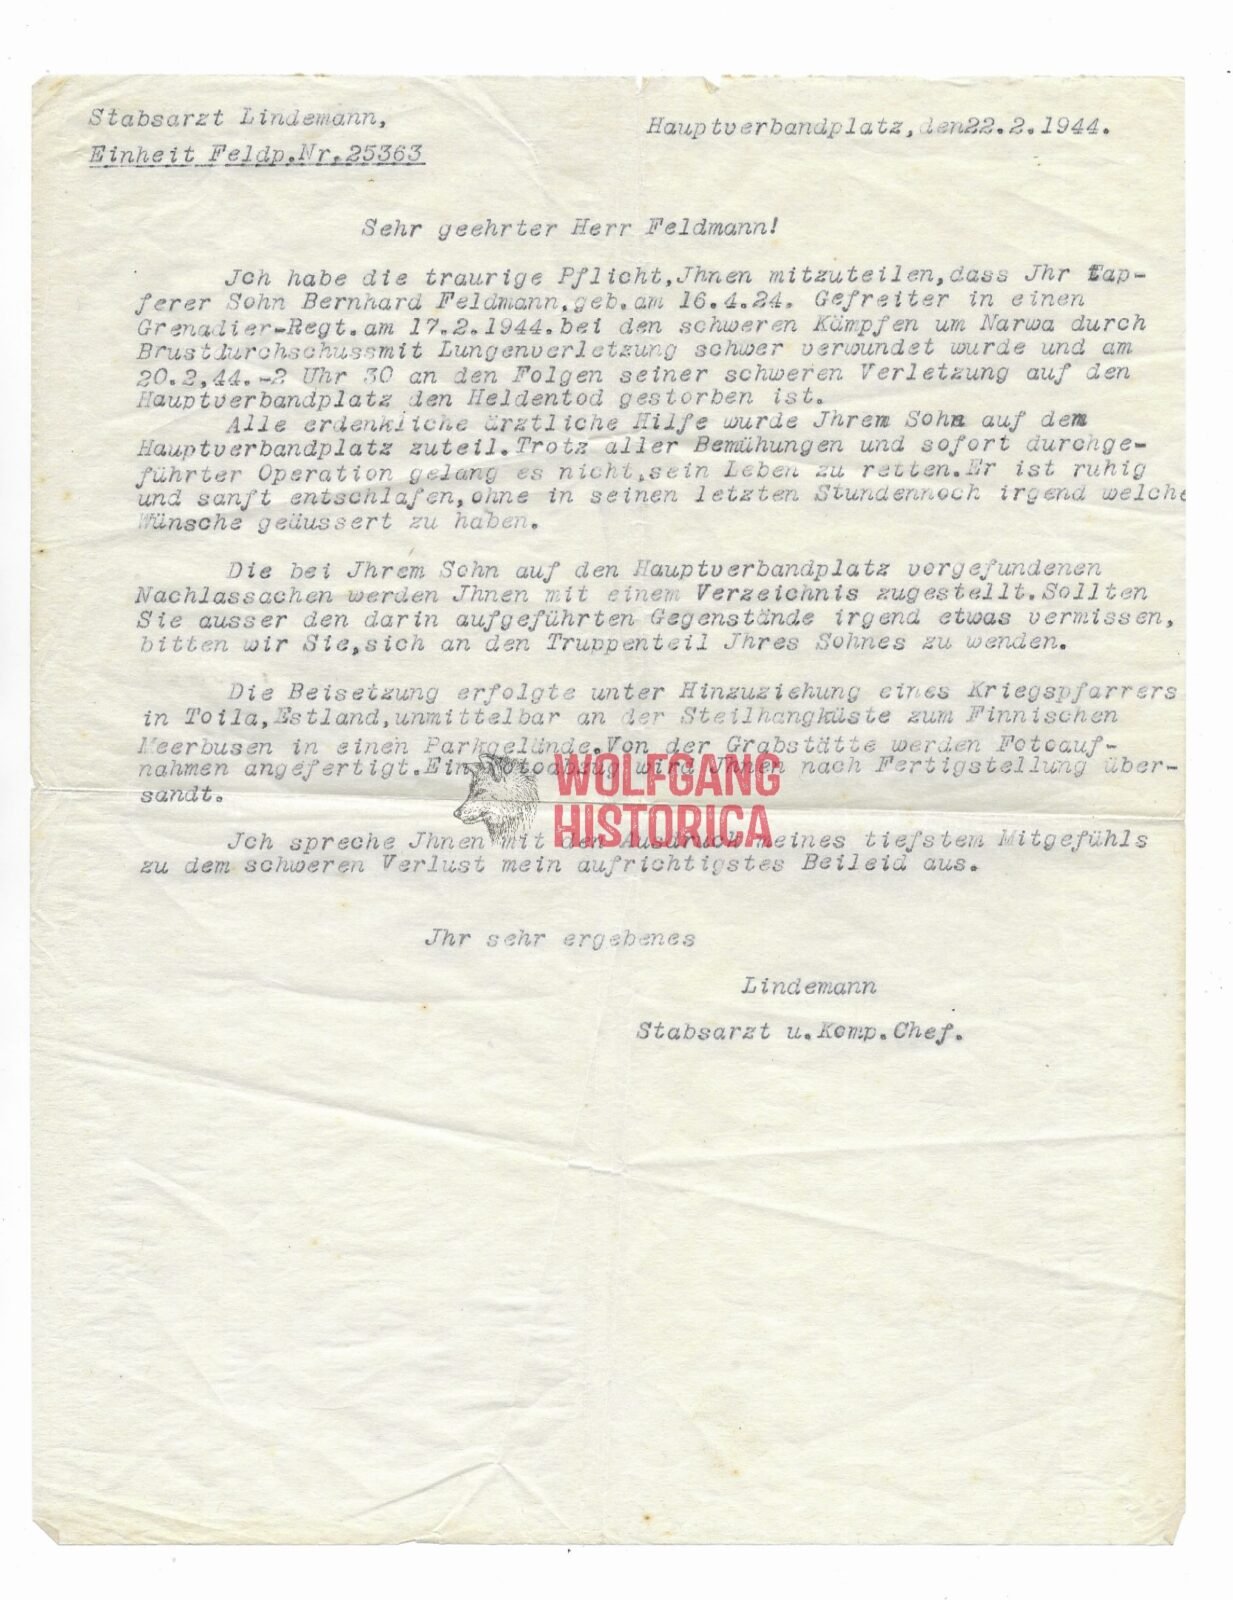 Stabsarzt Lindemann,
Einheit Feldp.Nr.25363
Hauptverbandplatz,den22.2.1944.
Sehr geehrter Herr Feldmann!
Jch habe die traurige Pflicht,Jhnen mitzuteilen,dass Jhr tap-
ferer Sohn Bernhard Feldmann,geb.am 16.4.24. Gefreiter in einen
Grenadier-Regt.am 17.2.1944.bei den schweren Kämpfen um Narwa durch
Brustdurchschussmit Lungenverletzung schwer verwundet wurde und am
20.2,44.-2 Uhr 30 an den Folgen seiner schweren Verletzung auf den
Hauptverbandplatz den Heldentod gestorben ist.
Alle erdenkliche ärztliche Hilfe wurde Jhrem Sohn auf dem
Hauptverbandplatz zuteil.Trotz aller Bemühungen und sofort durchge-
führter Operation gelang es nicht,sein Leben zu retten.Er ist ruhig
und sanft entschlafen,ohne in seinen letzten Stundennoch irgend welche
Wünsche geäussert zu haben.
Die bei Jhrem Sohn auf den Hauptverbandplatz vorgefundenen
Nachlassachen werden Jhnen mit einem Verzeichnis zugestellt.Sollten
Sie ausser den darin aufgeführten Gegenstände irgend etwas vermissen,
bitten wir Sie,sich an den Truppenteil Jhres Sohnes zu wenden.
Die Beisetzung erfolgte unter Hinzuziehung eines Kriegspfarrers
in Toila,Estland,unmittelbar an der Steilhangküste zum Finnischen
Meerbusen in einen Parkgelände.Von der Grabstätte werden Fotoauf-
nahmen angefertigt.Ein Fotoabzug wird Jhnen nach Fertigstellung über-
sandt.
WOLFGANG
HISTORICA
Jch spreche Jhnen mit den Ausdruck meines tiefstem Mitgefühls
zu dem schweren Verlust mein aufrichtigstes Beileid aus.
Jhr sehr ergebenes
Lindemann
Stabsarzt u.Komp.Chef.